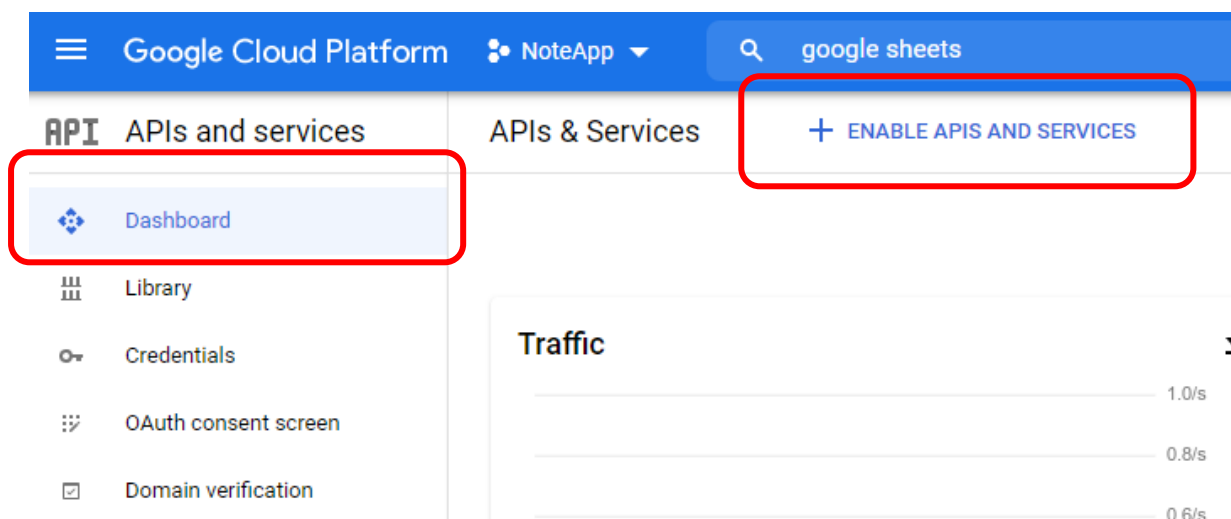 Google Cloud Platform NoteApp google sheets
API APIs and services APIs & Services + ENABLE APIS AND SERVICES
Dashboard
Library
Credentials
OAuth consent screen
Domain verification
Traffic
1.0/s
0.8/s
0.6/s